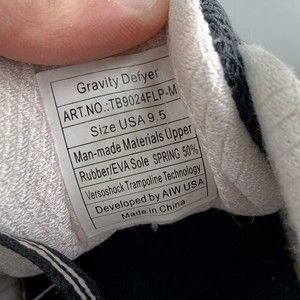 Gravity Defyer
ART.NO.:TB9024FLP-M
Size USA 9.5
Man-made Materials Upper
Rubber/EVA Sole SPRING 50%
Versoshock Trampoline Technology
Developed by AIW USA
Made in China